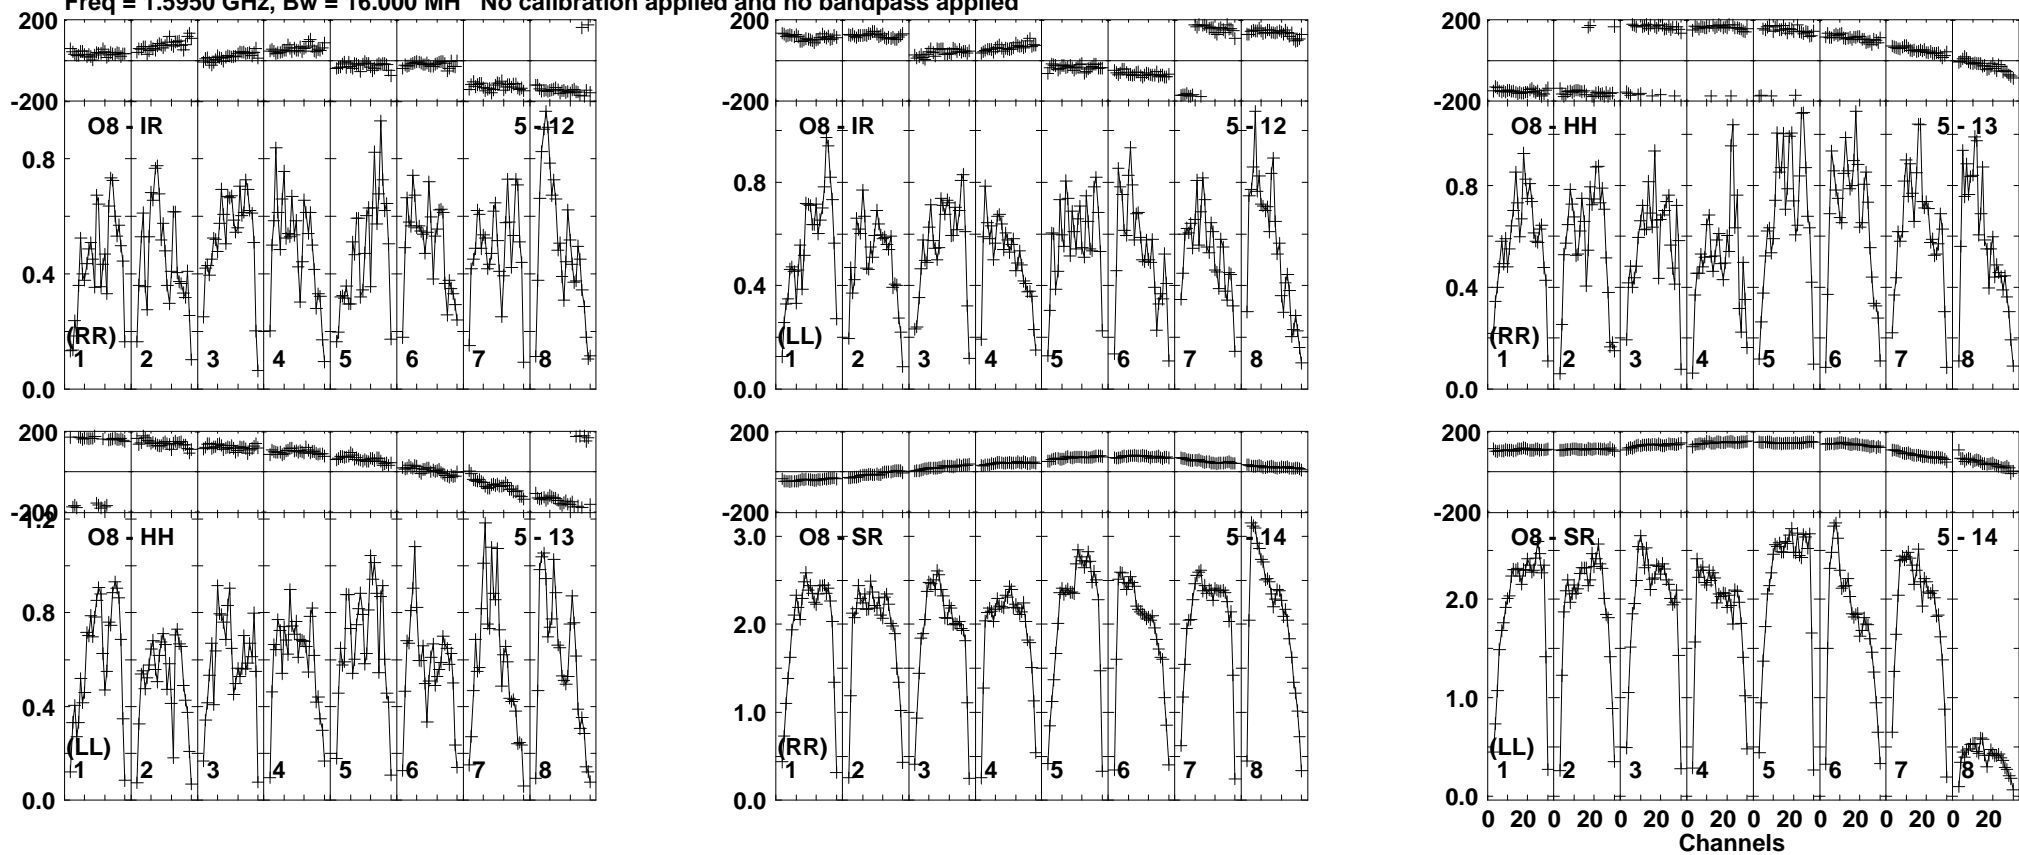 Freq = 1.5950 GHz, Bw = 16.000 MH No calibration applied and no bandpass applied
200
-200
O8 - IR
5 - 12
0.8
0.4
(RR)
1 2 3 4 5 6 7 8
0.0
200
-200
O8 - IR
5 - 12
0.8
0.4
(LL)
1 2 3 4 5 6 7 8
0.0
200
-200
O8 - HH
5 - 13
0.8
0.4
(RR)
1 2 3 4 5 6 7 8
0.0
200
-200
1.2
O8 - HH
5 - 13
0.8
0.4
(LL)
1 2 3 4 5 6 7 8
0.0
200
-200
3.0
O8 - SR
5 - 14
2.0
1.0
(RR)
1 2 3 4 5 6 7 8
0.0
200
-200
O8 - SR
5 - 14
2.0
1.0
(LL)
1 2 3 4 5 6 7 8
0.0
0 20 0 20 0 20 0 20 0 20 0 20 0 20 0 20
Channels